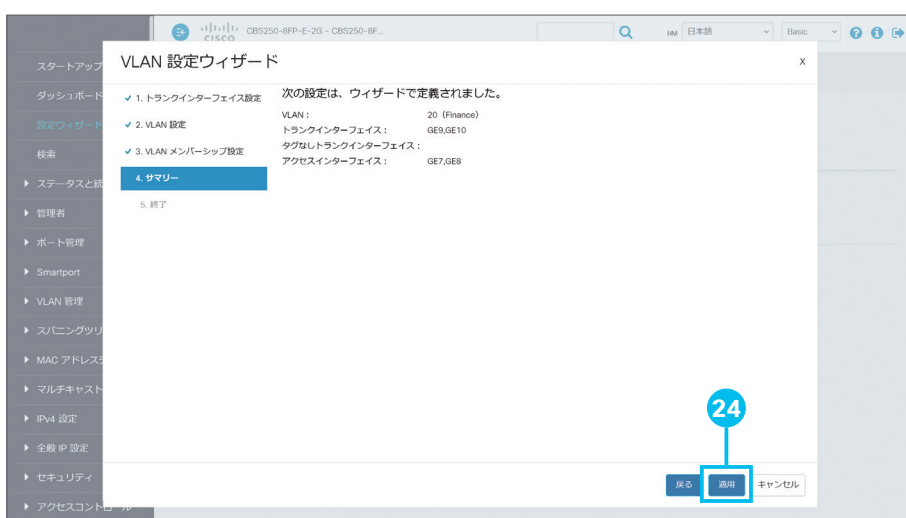 CISCO
CBS250-8FP-E-2G - CBS250-8F...
HM
日本語
Basic
スタートアップ
ダッシュボード
設定ウィザード
検索
ステータスと統
管理者
ポート管理
Smartport
VLAN 管理
スパニングツリ
MAC アドレステ
マルチキャスト
IPv4 設定
全般 IP 設定
セキュリティ
アクセスコントロール
VLAN 設定ウィザード
X
1. トランクインターフェイス設定
2. VLAN 設定
3. VLAN メンバーシップ設定
4. サマリー
5. 終了
次の設定は、ウィザードで定義されました。
VLAN： 20（Finance）
トランクインターフェイス： GE9,GE10
タグなしトランクインターフェイス：
アクセスインターフェイス： GE7,GE8
24
戻る 適用 キャンセル